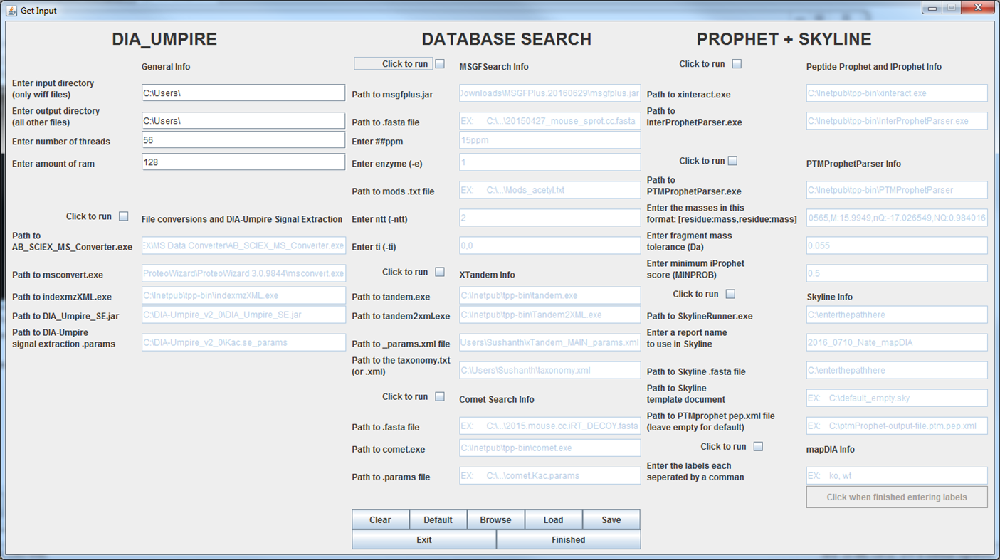 Get Input
DIA_UMPIRE
General Info
Enter input directory
(only wiff files)
C:\Users\
Enter output directory
(all other files)
C:\Users\
Enter number of threads
56
Enter amount of ram
128
Click to run
File conversions and DIA-Umpire Signal Extraction
Path to
AB_SCIEX_MS_Converter.exe
EX\MS Data Converter\AB_SCIEX_MS_Converter.exe
Path to msconvert.exe
ProteoWizard\ProteoWizard 3.0.9844\msconvert.exe
Path to indexmzXML.exe
C:\Inetpub\tpp-bin\indexmzXML.exe
Path to DIA_Umpire_SE.jar
C:\DIA-Umpire_v2_0\DIA_Umpire_SE.jar
Path to DIA-Umpire
signal extraction .params
C:\DIA-Umpire_v2_0\Kac.se_params
DATABASE SEARCH
Click to run
MSGFSearch Info
Path to msgfplus.jar
Downloads\MSGFPlus.20160629\msgfplus.jar
Path to .fasta file
EX: C:\...\20150427_mouse_sprot.cc.fasta
Enter ##ppm
15ppm
Enter enzyme (-e)
1
Path to mods .txt file
EX: C:\...\Mods_acetyl.txt
Enter ntt (-ntt)
2
Enter ti (-ti)
0,0
Click to run
XTandem Info
Path to tandem.exe
C:\Inetpub\tpp-bin\tandem.exe
Path to tandem2xml.exe
C:\Inetpub\tpp-bin\Tandem2XML.exe
Path to _params.xml file
Users\Sushanth\xTandem_MAIN_params.xml
Path to the taxonomy.txt
(or .xml)
C:\Users\Sushanth\taxonomy.xml
Click to run
Comet Search Info
Path to .fasta file
EX: C:\...\2015.mouse.cc.iRT_DECOY.fasta
Path to comet.exe
C:\Inetpub\tpp-bin\comet.exe
Path to .params file
EX: C:\...\comet.Kac.params
Clear
Default
Browse
Load
Save
Exit
Finished
PROPHET + SKYLINE
Click to run
Peptide Prophet and IProphet Info
Path to xinteract.exe
C:\Inetpub\tpp-bin\xinteract.exe
Path to
InterProphetParser.exe
C:\Inetpub\tpp-bin\InterProphetParser.exe
Click to run
PTMProphetParser Info
Path to
PTMProphetParser.exe
C:\Inetpub\tpp-bin\PTMProphetParser
Enter the masses in this
format: [residue:mass,residue:mass]
0565,M:15.9949,nQ:-17.026549,NQ:0.984016
Enter fragment mass
tolerance (Da)
0.055
Enter minimum iProphet
score (MINPROB)
0.5
Click to run
Skyline Info
Path to SkylineRunner.exe
C:\enterthepathhere
Enter a report name
to use in Skyline
2016_0710_Nate_mapDIA
Path to Skyline .fasta file
C:\enterthepathhere
Path to Skyline
template document
EX: C:\default_empty.sky
Path to PTMprophet pep.xml file
(leave empty for default)
EX: C:\ptmProphet-output-file.ptm.pep.xml
Click to run
mapDIA Info
Enter the labels each
seperated by a comman
EX: ko, wt
Click when finished entering labels